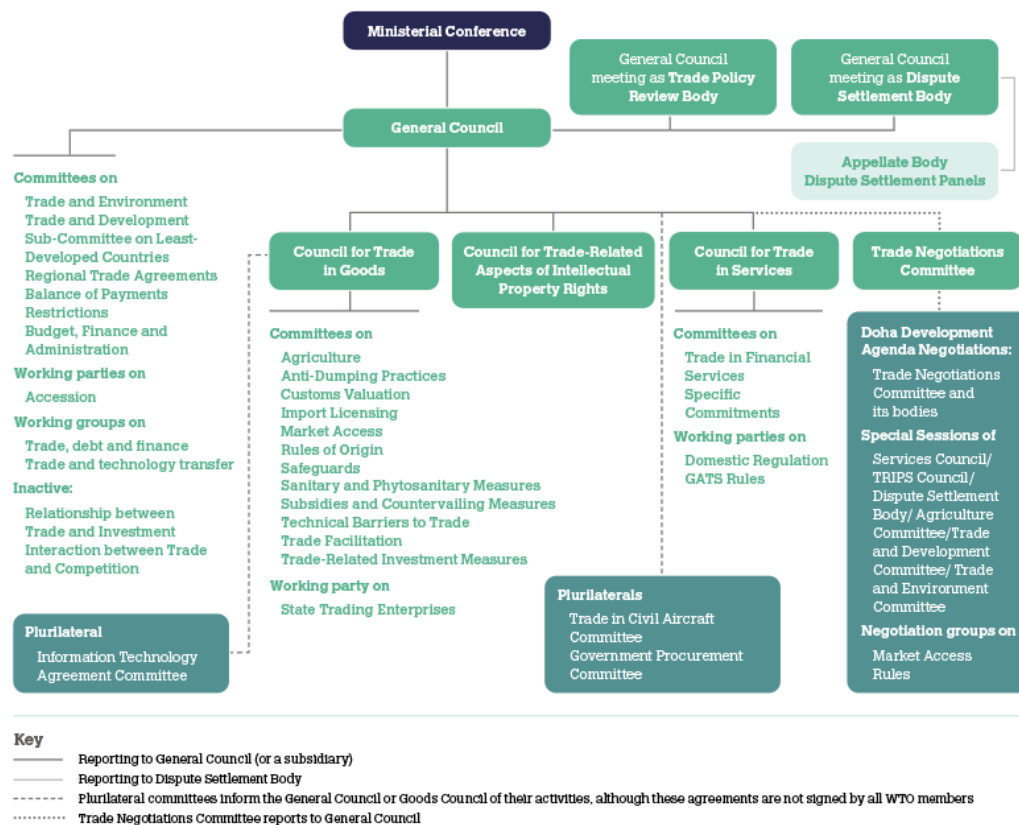 Ministerial Conference
General Council
meeting as Trade Policy
Review Body
General Council
meeting as Dispute
Settlement Body
General Council
Appellate Body
Dispute Settlement Panels
Committees on
Trade and Environment
Trade and Development
Sub-Committee on Least-
Developed Countries
Regional Trade Agreements
Balance of Payments
Restrictions
Budget, Finance and
Administration
Working parties on
Accession
Working groups on
Trade, debt and finance
Trade and technology transfer
Inactive:
Relationship between
Trade and Investment
Interaction between Trade
and Competition
Plurilateral
Information Technology
Agreement Committee
Council for Trade
in Goods
Committees on
Agriculture
Anti-Dumping Practices
Customs Valuation
Import Licensing
Market Access
Rules of Origin
Safeguards
Sanitary and Phytosanitary Measures
Subsidies and Countervailing Measures
Technical Barriers to Trade
Trade Facilitation
Trade-Related Investment Measures
Working party on
State Trading Enterprises
Council for Trade-Related
Aspects of Intellectual
Property Rights
Plurilaterals
Trade in Civil Aircraft
Committee
Government Procurement
Committee
Council for Trade
in Services
Committees on
Trade in Financial
Services
Specific
Commitments
Working parties on
Domestic Regulation
GATS Rules
Trade Negotiations
Committee
Doha Development
Agenda Negotiations:
Trade Negotiations
Committee and
its bodies
Special Sessions of
Services Council/
TRIPS Council/
Dispute Settlement
Body/ Agriculture
Committee/Trade
and Development
Committee/ Trade
and Environment
Committee
Negotiation groups on
Market Access
Rules
Key
Reporting to General Council (or a subsidiary)
Reporting to Dispute Settlement Body
Plurilateral committees inform the General Council or Goods Council of their activities, although these agreements are not signed by all WTO members
Trade Negotiations Committee reports to General Council